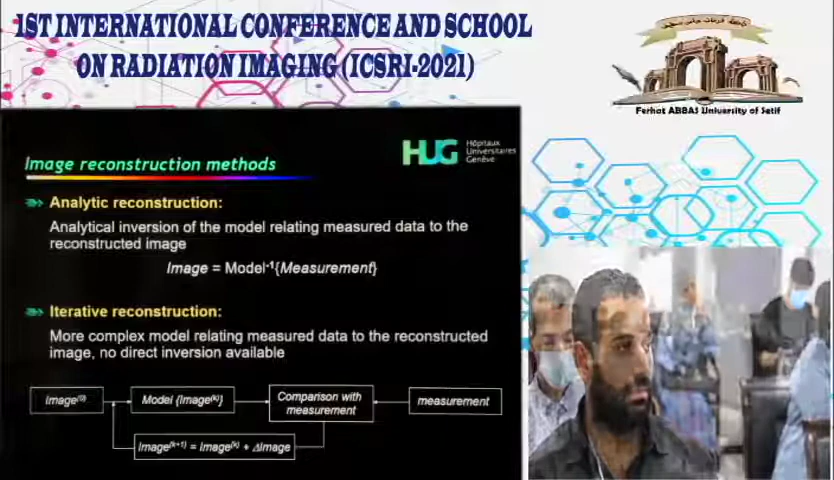 1ST INTERNATIONAL CONFERENCE AND SCHOOL
ON RADIATION IMAGING (ICSRI-2021)
Ferhat ABBAS University of Setif
Image reconstruction methods
HUG
Hôpitaux
Universitaires
Genève
Analytic reconstruction:
Analytical inversion of the model relating measured data to the
reconstructed image
Image = Model⁻¹{Measurement}
Iterative reconstruction:
More complex model relating measured data to the reconstructed
image, no direct inversion available
Image⁽⁰⁾
Model {Image⁽ᵏ⁾}
Comparison with
measurement
measurement
Image⁽ᵏ⁺¹⁾ = Image⁽ᵏ⁾ + ΔImage